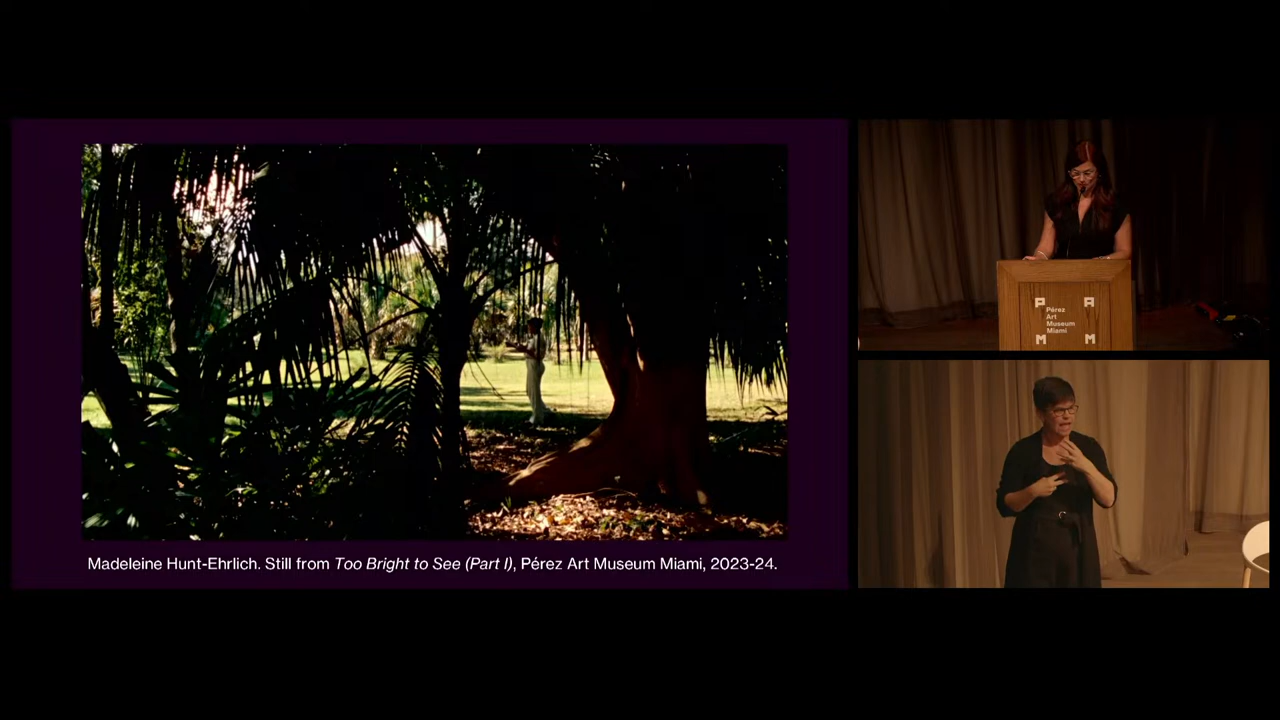 Madeleine Hunt-Ehrlich. Still from Too Bright to See (Part I), Pérez Art Museum Miami, 2023-24.
P A
Pérez
Art
Museum
Miami
M M